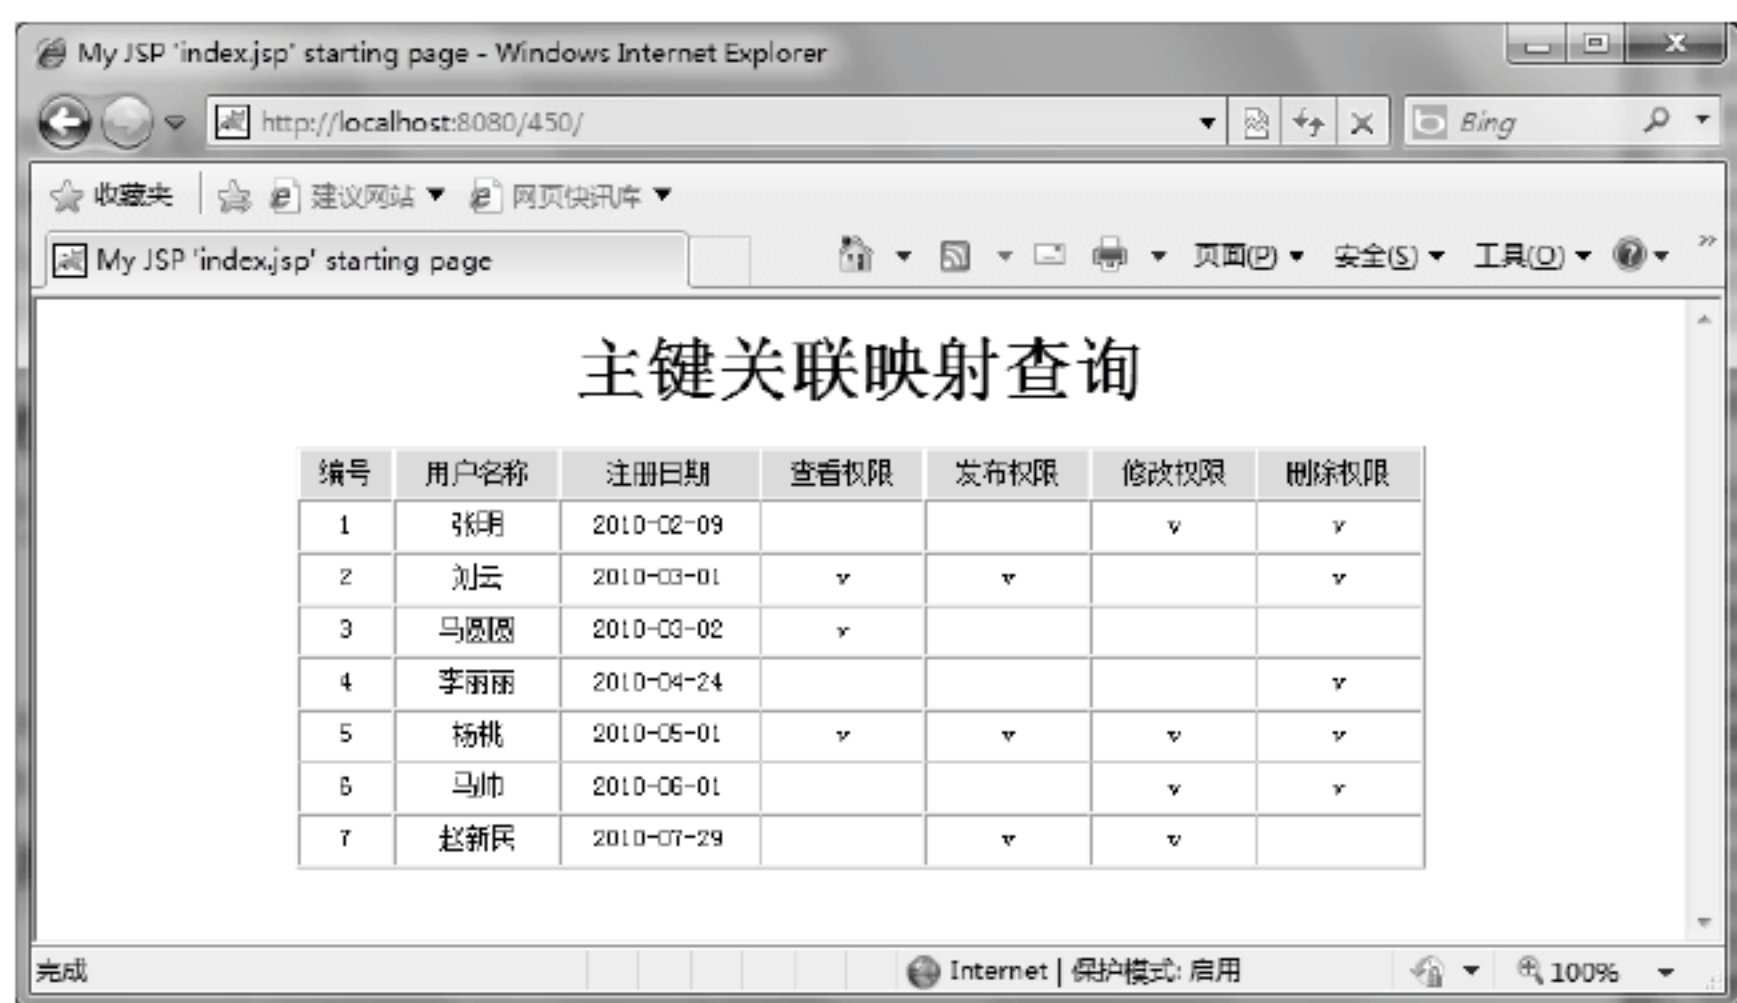 My JSP 'index.jsp' starting page - Windows Internet Explorer
http://localhost:8080/450/ Bing
收藏夹 建议网站 网页快讯库
My JSP 'index.jsp' starting page 页面(P) 安全(S) 工具(O) »
主键关联映射查询
编号 用户名称 注册日期 查看权限 发布权限 修改权限 删除权限
1 张明 2010-02-09 v v
2 刘云 2010-03-01 v v v
3 马圆圆 2010-03-02 v
4 李丽丽 2010-04-24 v
5 杨桃 2010-05-01 v v v v
6 马帅 2010-06-01 v v
7 赵新民 2010-07-29 v v
完成 Internet | 保护模式: 启用 100%